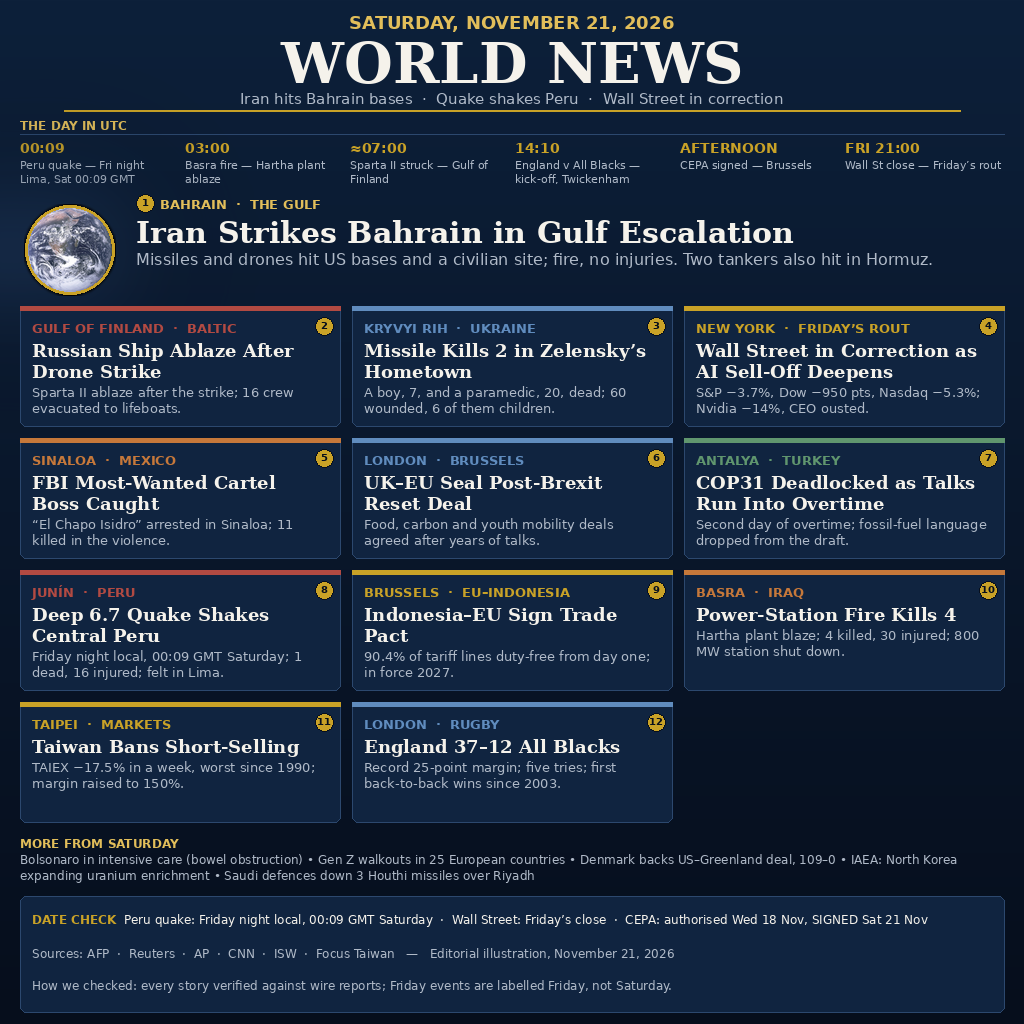 SATURDAY, NOVEMBER 21, 2026
WORLD NEWS
Iran hits Bahrain bases · Quake shakes Peru · Wall Street in correction
THE DAY IN UTC
00:09
Peru quake — Fri night
Lima, Sat 00:09 GMT
03:00
Basra fire — Hartha plant
ablaze
≈07:00
Sparta II struck — Gulf of
Finland
14:10
England v All Blacks —
kick-off, Twickenham
AFTERNOON
CEPA signed — Brussels
FRI 21:00
Wall St close — Friday’s rout
1 BAHRAIN · THE GULF
Iran Strikes Bahrain in Gulf Escalation
Missiles and drones hit US bases and a civilian site; fire, no injuries. Two tankers also hit in Hormuz.
GULF OF FINLAND · BALTIC 2
Russian Ship Ablaze After
Drone Strike
Sparta II ablaze after the strike; 16 crew
evacuated to lifeboats.
KRYVYI RIH · UKRAINE 3
Missile Kills 2 in Zelensky’s
Hometown
A boy, 7, and a paramedic, 20, dead; 60
wounded, 6 of them children.
NEW YORK · FRIDAY’S ROUT 4
Wall Street in Correction as
AI Sell-Off Deepens
S&P −3.7%, Dow −950 pts, Nasdaq −5.3%;
Nvidia −14%, CEO ousted.
SINALOA · MEXICO 5
FBI Most-Wanted Cartel
Boss Caught
“El Chapo Isidro” arrested in Sinaloa; 11
killed in the violence.
LONDON · BRUSSELS 6
UK–EU Seal Post-Brexit
Reset Deal
Food, carbon and youth mobility deals
agreed after years of talks.
ANTALYA · TURKEY 7
COP31 Deadlocked as Talks
Run Into Overtime
Second day of overtime; fossil-fuel language
dropped from the draft.
JUNÍN · PERU 8
Deep 6.7 Quake Shakes
Central Peru
Friday night local, 00:09 GMT Saturday; 1
dead, 16 injured; felt in Lima.
BRUSSELS · EU–INDONESIA 9
Indonesia–EU Sign Trade
Pact
90.4% of tariff lines duty-free from day one;
in force 2027.
BASRA · IRAQ 10
Power-Station Fire Kills 4
Hartha plant blaze; 4 killed, 30 injured; 800
MW station shut down.
TAIPEI · MARKETS 11
Taiwan Bans Short-Selling
TAIEX −17.5% in a week, worst since 1990;
margin raised to 150%.
LONDON · RUGBY 12
England 37–12 All Blacks
Record 25-point margin; five tries; first
back-to-back wins since 2003.
MORE FROM SATURDAY
Bolsonaro in intensive care (bowel obstruction) • Gen Z walkouts in 25 European countries • Denmark backs US–Greenland deal, 109–0 • IAEA: North Korea
expanding uranium enrichment • Saudi defences down 3 Houthi missiles over Riyadh
DATE CHECK Peru quake: Friday night local, 00:09 GMT Saturday · Wall Street: Friday’s close · CEPA: authorised Wed 18 Nov, SIGNED Sat 21 Nov
Sources: AFP · Reuters · AP · CNN · ISW · Focus Taiwan — Editorial illustration, November 21, 2026
How we checked: every story verified against wire reports; Friday events are labelled Friday, not Saturday.